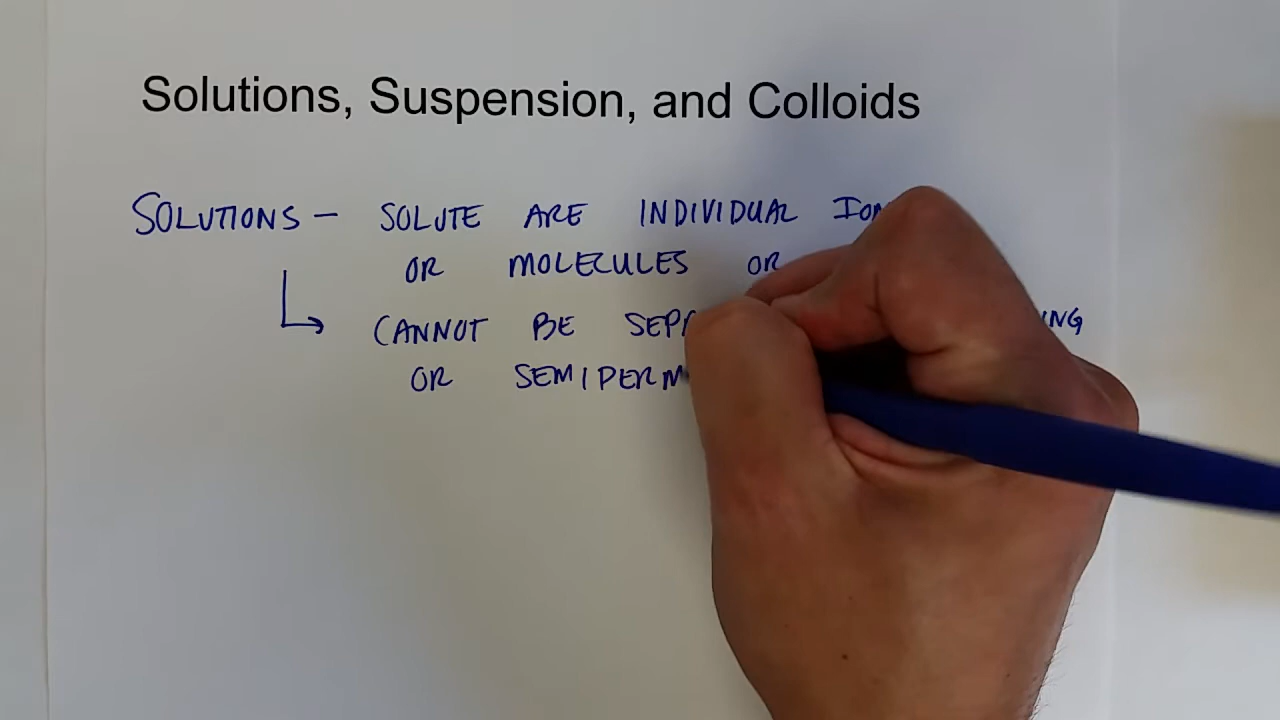 Solutions, Suspension, and Colloids
SOLUTIONS - SOLUTE ARE INDIVIDUAL
OR MOLECULES OR
CANNOT BE
OR